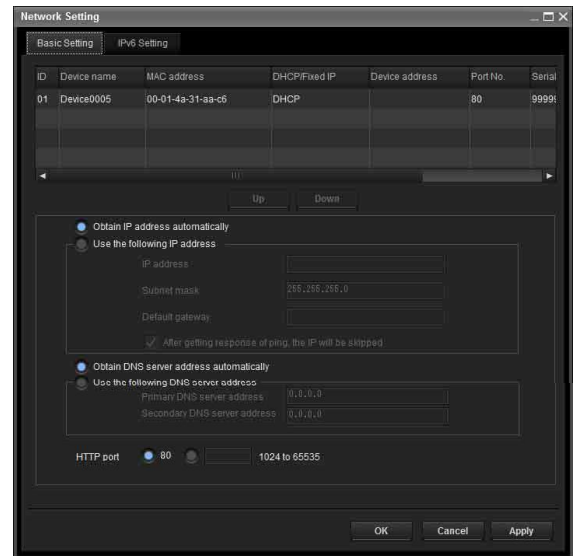 Network Setting
Basic Setting IPv6 Setting
ID Device name MAC address DHCP/Fixed IP Device address Port No. Serial
01 Device0005 00-01-4a-31-aa-c6 DHCP 80 9999
Up Down
Obtain IP address automatically
Use the following IP address
IP address
Subnet mask 255.255.255.0
Default gateway
After getting response of ping, the IP will be skipped
Obtain DNS server address automatically
Use the following DNS server address
Primary DNS server address 0.0.0.0
Secondary DNS server address 0.0.0.0
HTTP port 80 1024 to 65535
OK Cancel Apply